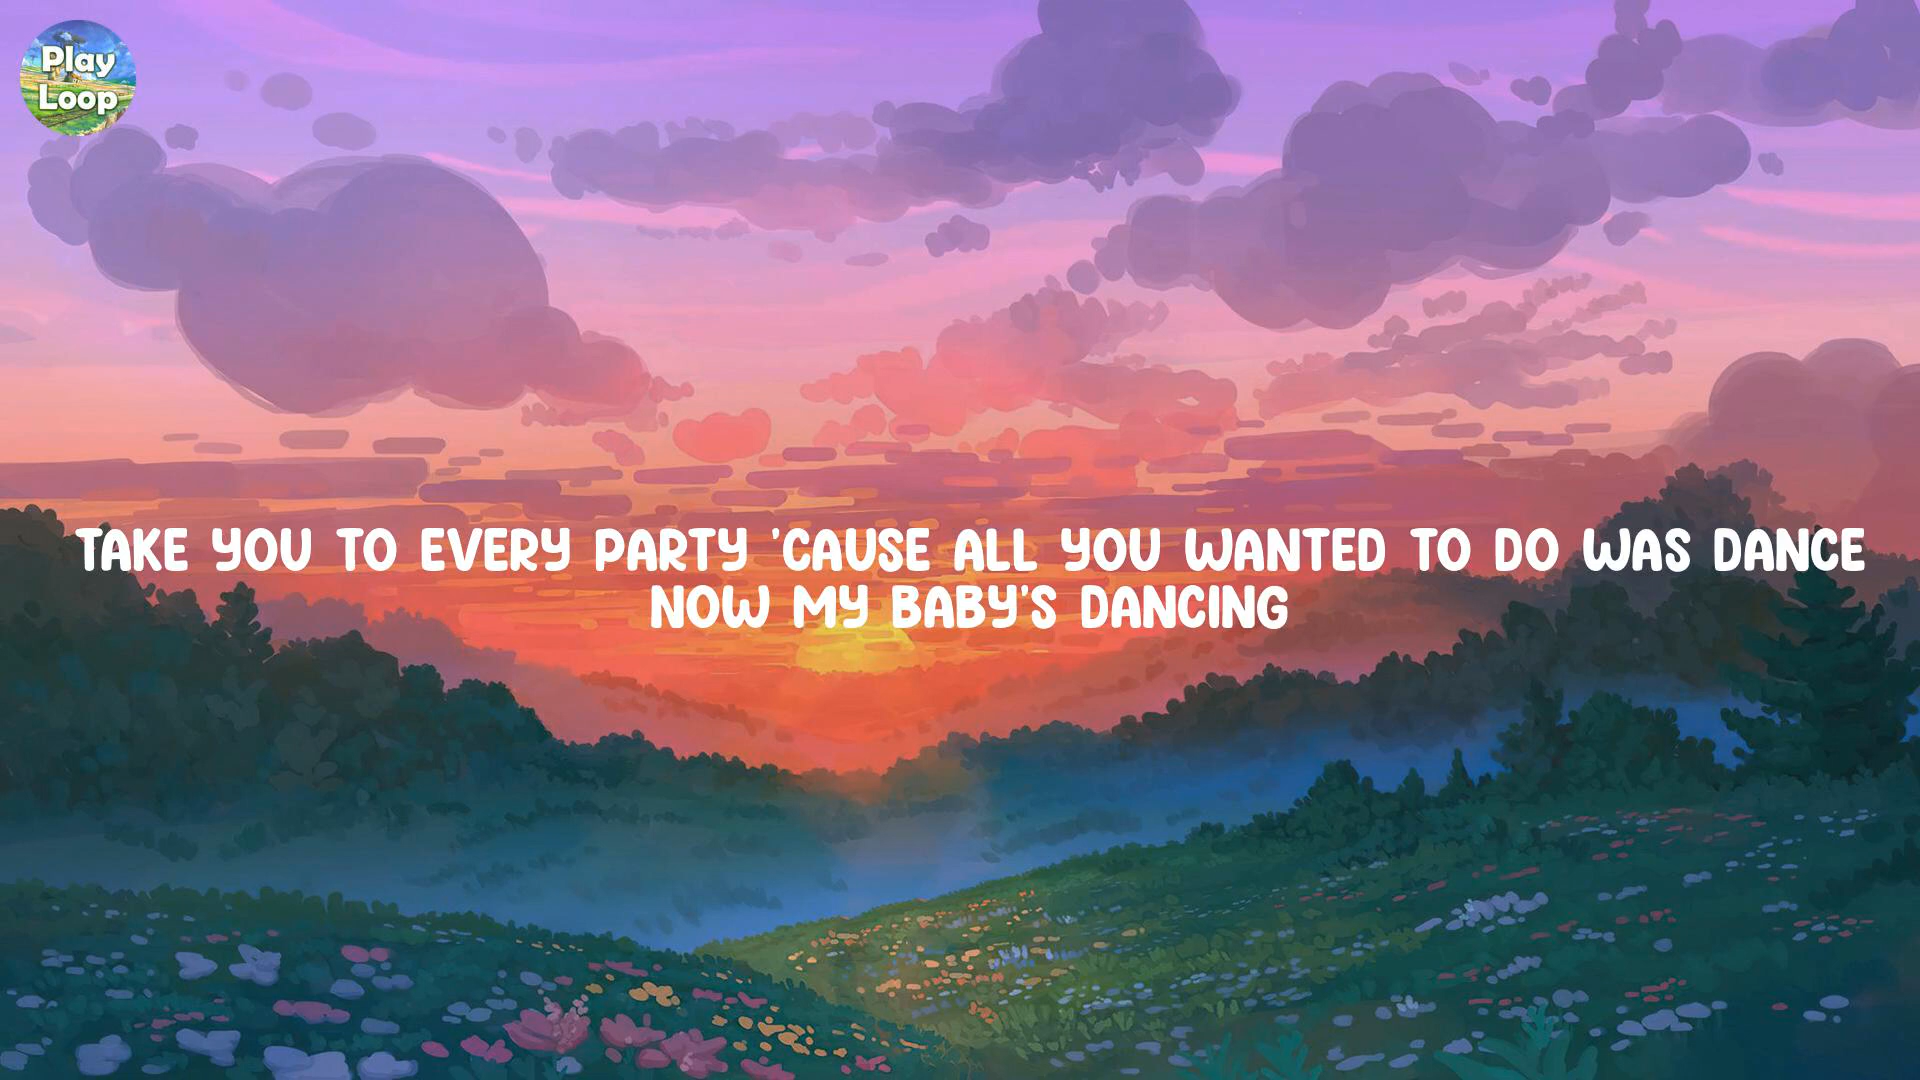 Play
Loop
TAKE YOU TO EVERY PARTY 'CAUSE ALL YOU WANTED TO DO WAS DANCE
NOW MY BABY'S DANCING